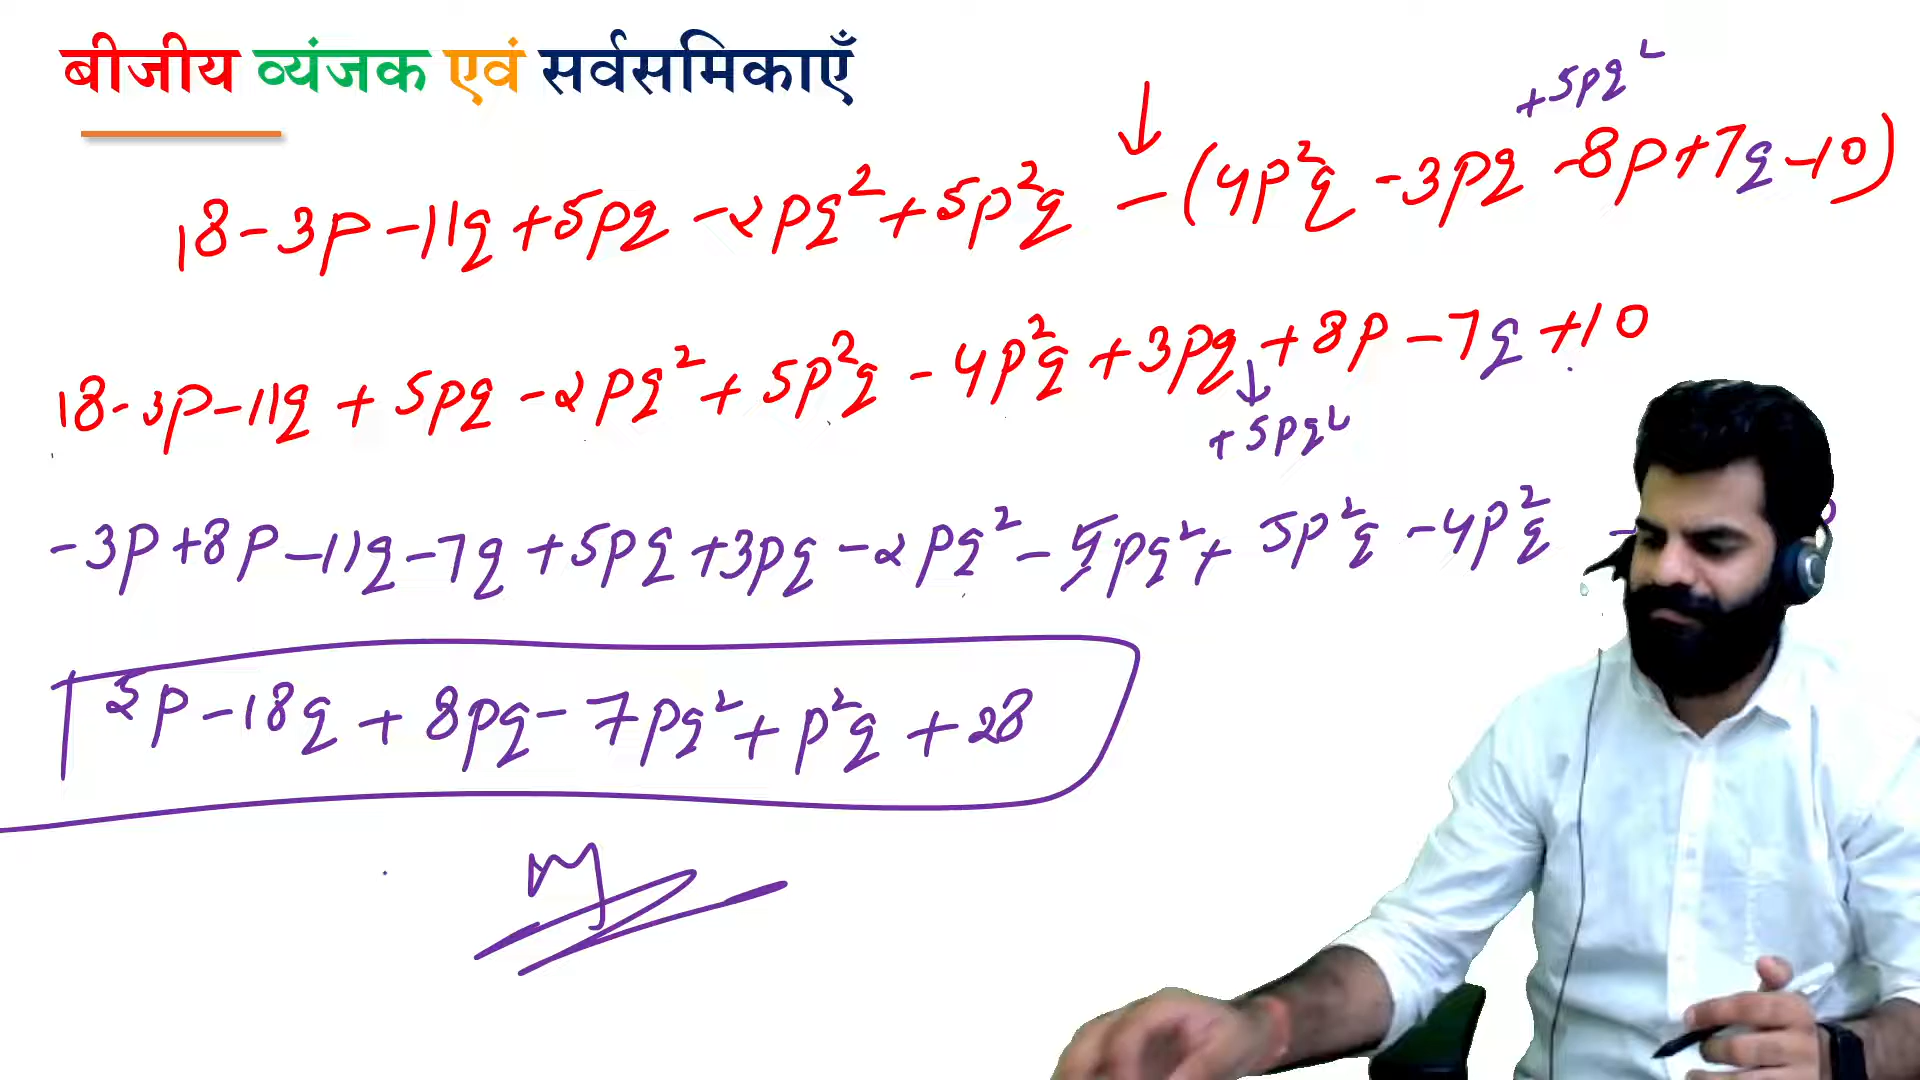 बीजीय व्यंजक एवं सर्वसमिकाएँ
+5pq²
18-3p-11q+5pq-2pq²+5p²q-(4p²q-3pq-8p+7q-10)
18-3p-11q+5pq-2pq²+5p²q-4p²q+3pq+8p-7q+10
+5pq²
-3p+8p-11q-7q+5pq+3pq-2pq²-5pq²+5p²q-4p²q
5p-18q+8pq-7pq²+p²q+28